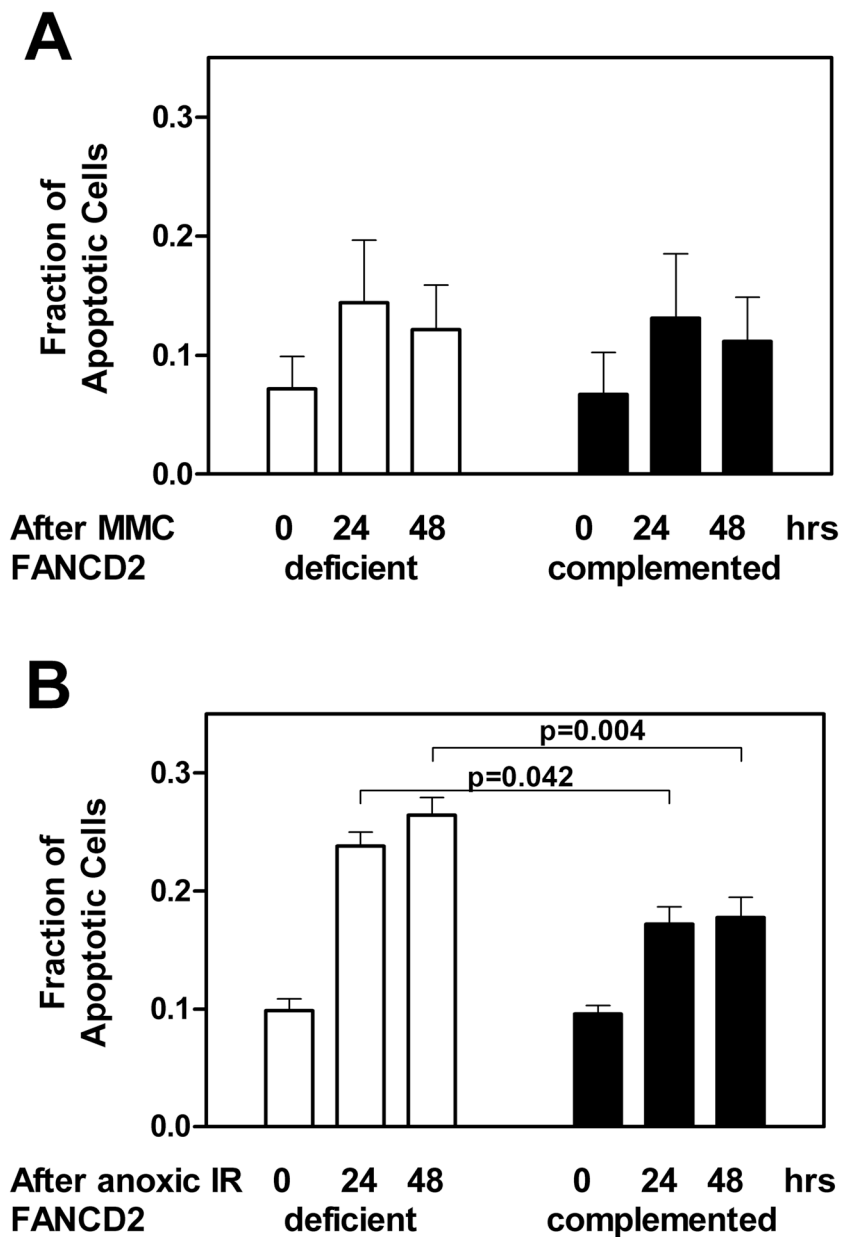 A
Fraction of
Apoptotic Cells
0.3
0.2
0.1
0.0
After MMC 0 24 48 0 24 48 hrs
FANCD2 deficient complemented
B
Fraction of
Apoptotic Cells
0.3
0.2
0.1
0.0
p=0.004
p=0.042
After anoxic IR 0 24 48 0 24 48 hrs
FANCD2 deficient complemented